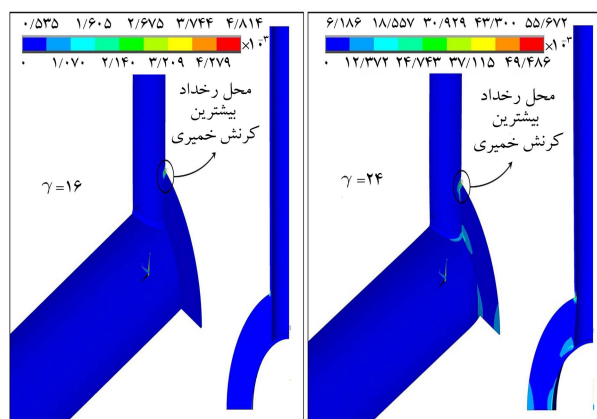 ۰/۵۳۵ ۱/۶۰۵ ۲/۶۷۵ ۳/۷۴۴ ۴/۸۱۴
×۱۰⁻³
۰ ۱/۰۷۰ ۲/۱۴۰ ۳/۲۰۹ ۴/۲۷۹
محل رخداد
بیشترین
کرنش خمیری
γ=۱۶
۶/۱۸۶ ۱۸/۵۵۷ ۳۰/۹۲۹ ۴۳/۳۰۰ ۵۵/۶۷۲
×۱۰⁻³
۰ ۱۲/۳۷۲ ۲۴/۷۴۳ ۳۷/۱۱۵ ۴۹/۴۸۶
محل رخداد
بیشترین
کرنش خمیری
γ=۲۴